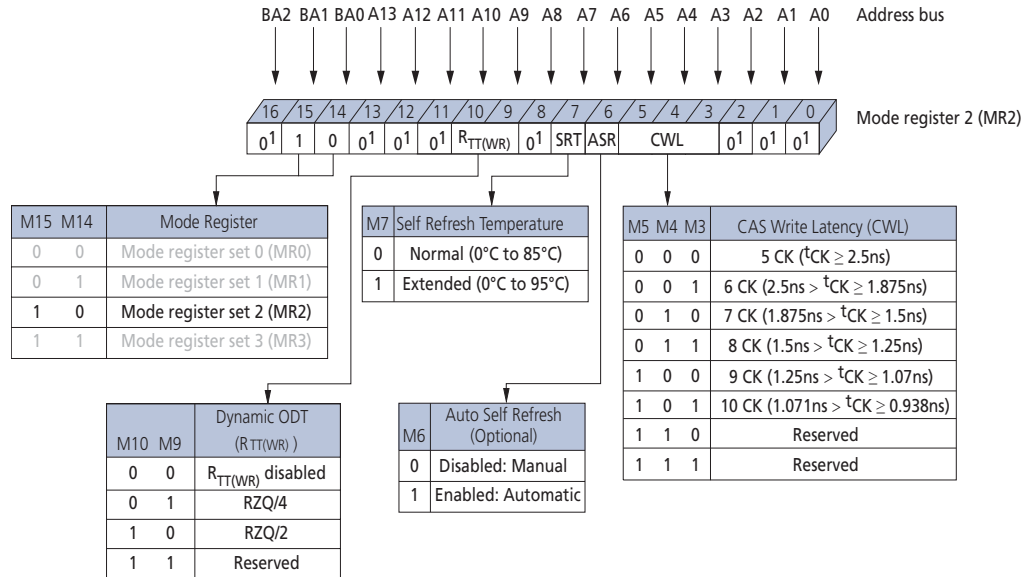 BA2 BA1 BA0 A13 A12 A11 A10 A9 A8 A7 A6 A5 A4 A3 A2 A1 A0 Address bus
16 15 14 13 12 11 10 9 8 7 6 5 4 3 2 1 0
Mode register 2 (MR2)
0¹ 1 0 0¹ 0¹ 0¹ RTT(WR) 0¹ SRT ASR CWL 0¹ 0¹ 0¹
M15 M14 Mode Register
0 0 Mode register set 0 (MR0)
0 1 Mode register set 1 (MR1)
1 0 Mode register set 2 (MR2)
1 1 Mode register set 3 (MR3)
M7 Self Refresh Temperature
0 Normal (0°C to 85°C)
1 Extended (0°C to 95°C)
M5 M4 M3 CAS Write Latency (CWL)
0 0 0 5 CK (tCK ≥ 2.5ns)
0 0 1 6 CK (2.5ns > tCK ≥ 1.875ns)
0 1 0 7 CK (1.875ns > tCK ≥ 1.5ns)
0 1 1 8 CK (1.5ns > tCK ≥ 1.25ns)
1 0 0 9 CK (1.25ns > tCK ≥ 1.07ns)
1 0 1 10 CK (1.071ns > tCK ≥ 0.938ns)
1 1 0 Reserved
1 1 1 Reserved
M10 M9 Dynamic ODT
(RTT(WR) )
0 0 RTT(WR) disabled
0 1 RZQ/4
1 0 RZQ/2
1 1 Reserved
M6 Auto Self Refresh
(Optional)
0 Disabled: Manual
1 Enabled: Automatic